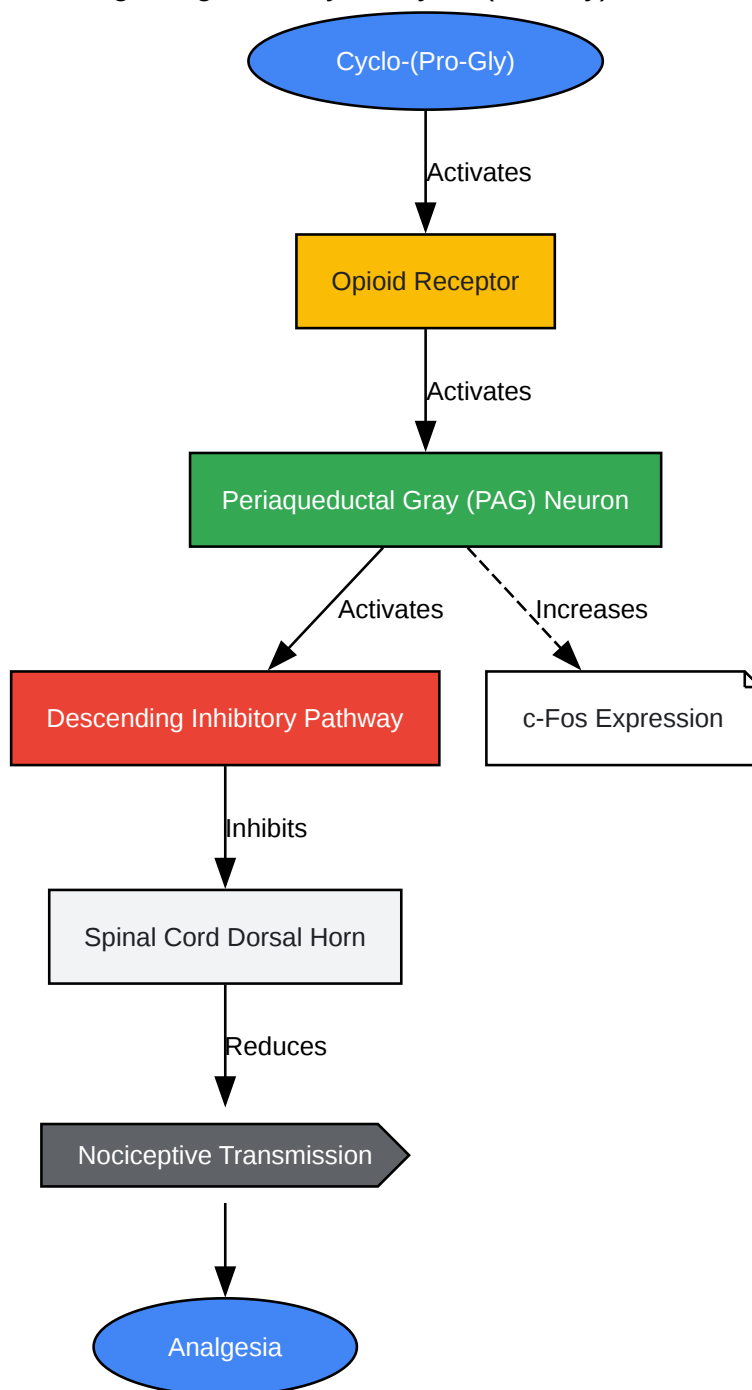 Cyclo-(Pro-Gly)
Activates
Opioid Receptor
Activates
Periaqueductal Gray (PAG) Neuron
Activates
Increases
Descending Inhibitory Pathway
c-Fos Expression
Inhibits
Spinal Cord Dorsal Horn
Reduces
Nociceptive Transmission
Analgesia